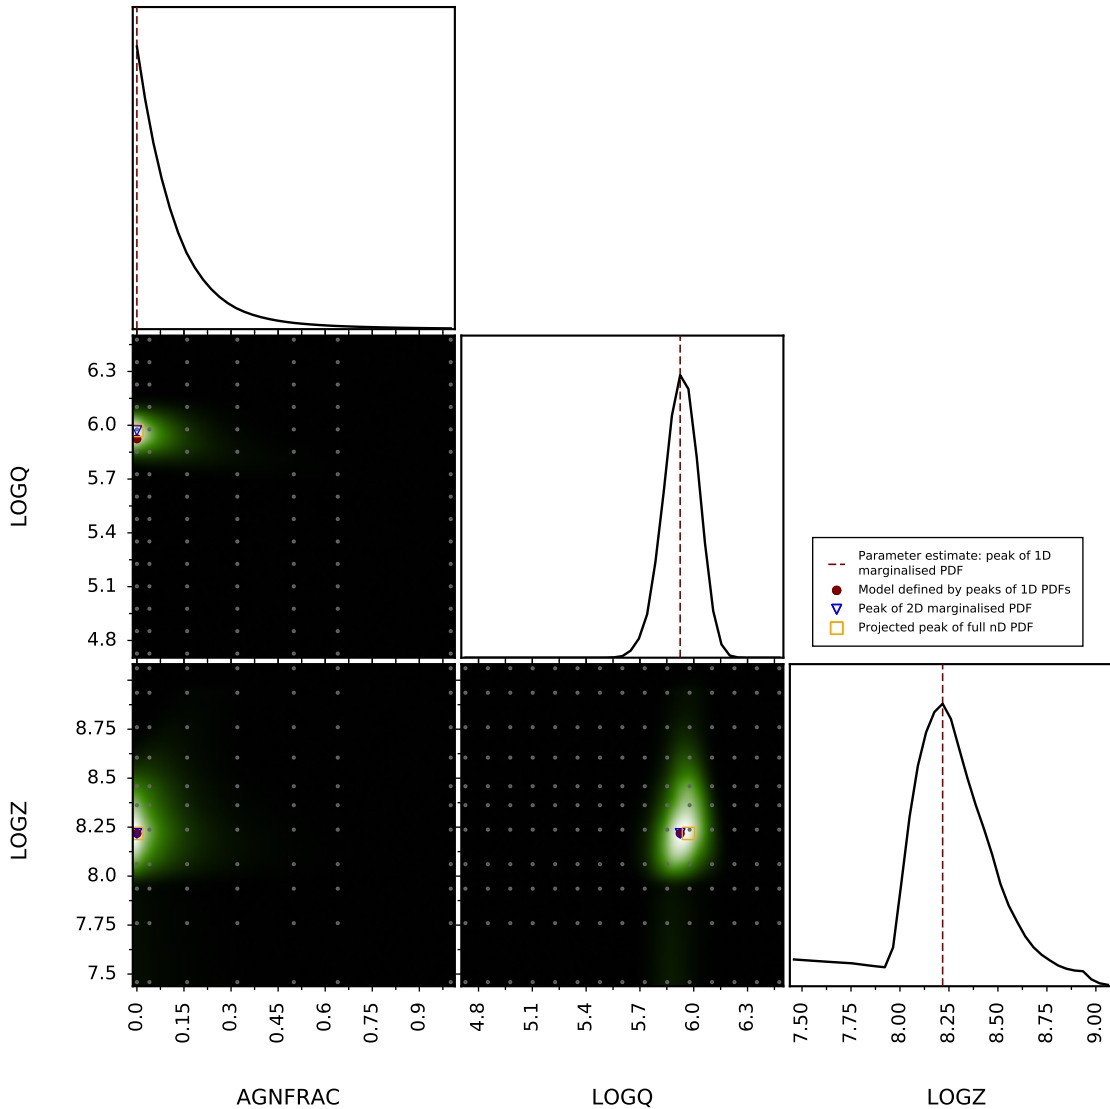 6.3
6.0
5.7
5.4
5.1
4.8
LOGQ
Parameter estimate: peak of 1D
marginalised PDF
Model defined by peaks of 1D PDFs
Peak of 2D marginalised PDF
Projected peak of full nD PDF
8.75
8.5
8.25
8.0
7.75
7.5
LOGZ
0.0 0.15 0.3 0.45 0.6 0.75 0.9
4.8 5.1 5.4 5.7 6.0 6.3
7.50 7.75 8.00 8.25 8.50 8.75 9.00
AGNFRAC LOGQ LOGZ